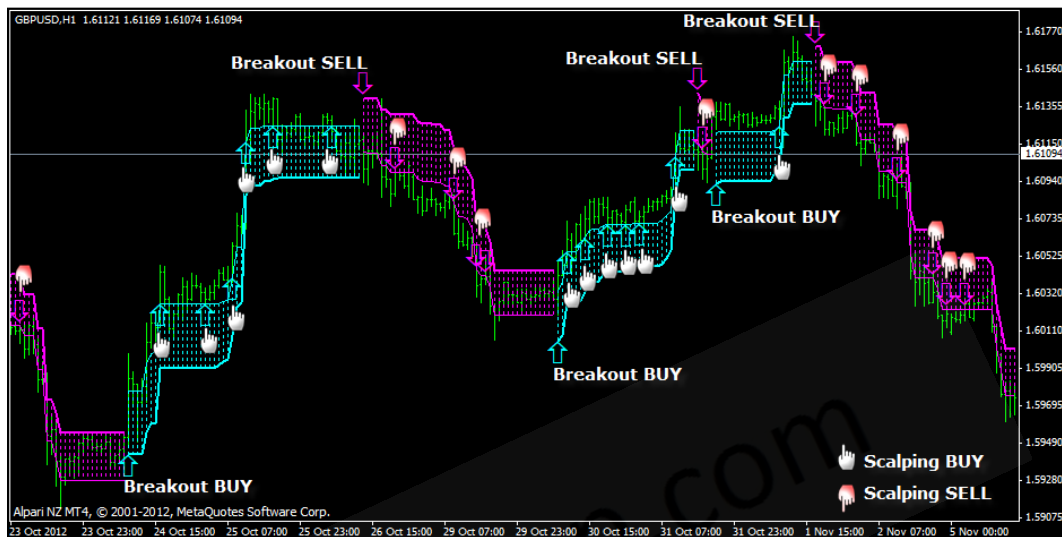 GBPUSD,H1 1.61121 1.61169 1.61074 1.61094
Breakout SELL
Breakout SELL
Breakout SELL
Breakout BUY
Breakout BUY
Breakout BUY
Scalping BUY
Scalping SELL
com
Alpari NZ MT4, © 2001-2012, MetaQuotes Software Corp.
1.61770
1.61560
1.61355
1.61150
1.61094
1.60940
1.60735
1.60525
1.60320
1.60110
1.59905
1.59695
1.59490
1.59280
1.59075
23 Oct 2012
23 Oct 23:00
24 Oct 15:00
25 Oct 07:00
25 Oct 23:00
26 Oct 15:00
29 Oct 07:00
29 Oct 23:00
30 Oct 15:00
31 Oct 07:00
31 Oct 23:00
1 Nov 15:00
2 Nov 07:00
5 Nov 00:00